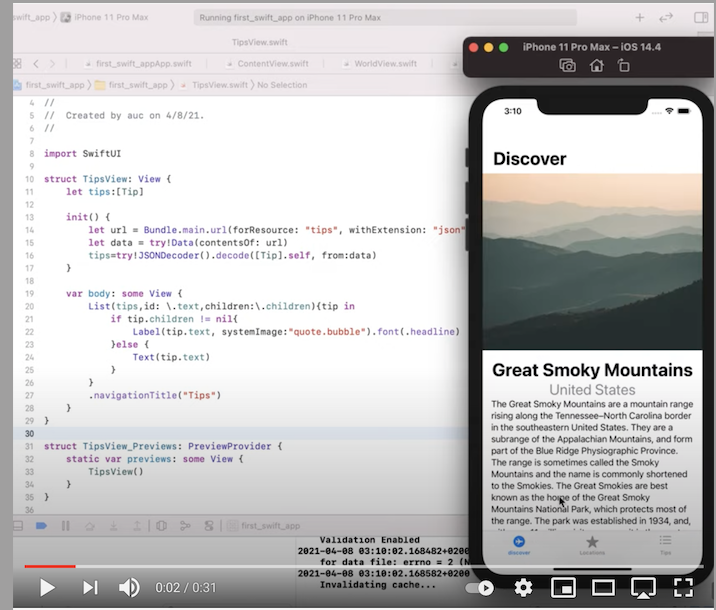 swift_app
iPhone 11 Pro Max
Running first_swift_app on iPhone 11 Pro Max
TipsView.swift
first_swift_appApp.swift
ContentView.swift
WorldView.swift
first_swift_app
first_swift_app
TipsView.swift
No Selection
4 //
5 //  Created by auc on 4/8/21.
6 //
7
8 import SwiftUI
9
10 struct TipsView: View {
11     let tips:[Tip]
12
13     init() {
14         let url = Bundle.main.url(forResource: "tips", withExtension: "json"
15         let data = try!Data(contentsOf: url)
16         tips=try!JSONDecoder().decode([Tip].self, from:data)
17     }
18
19     var body: some View {
20         List(tips,id: \.text,children:\.children){tip in
21             if tip.children != nil{
22                 Label(tip.text, systemImage:"quote.bubble").font(.headline)
23             }else {
24                 Text(tip.text)
25             }
26         }
27         .navigationTitle("Tips")
28     }
29 }
30
31 struct TipsView_Previews: PreviewProvider {
32     static var previews: some View {
33         TipsView()
34     }
35 }
36
first_swift_app
Validation Enabled
2021-04-08 03:10:02.168482+0200
for data file: errno = 2 (N
2021-04-08 03:10:02.168582+0200
Invalidating cache...
iPhone 11 Pro Max – iOS 14.4
3:10
Discover
Great Smoky Mountains
United States
The Great Smoky Mountains are a mountain range
rising along the Tennessee–North Carolina border
in the southeastern United States. They are a
subrange of the Appalachian Mountains, and form
part of the Blue Ridge Physiographic Province.
The range is sometimes called the Smoky
Mountains and the name is commonly shortened
to the Smokies. The Great Smokies are best
known as the home of the Great Smoky
Mountains National Park, which protects most of
the range. The park was established in 1934, and,
discover
Locations
Tips
0:02 / 0:31